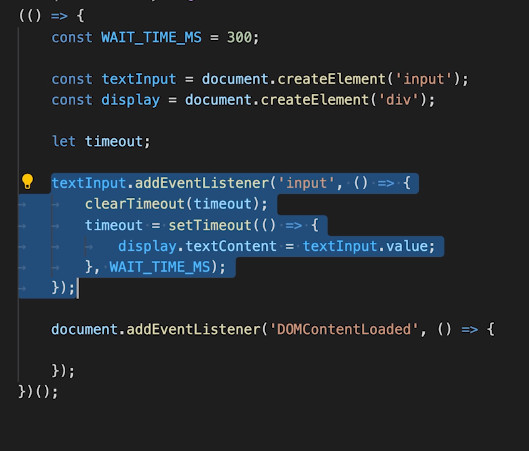 (() => {
const WAIT_TIME_MS = 300;
const textInput = document.createElement('input');
const display = document.createElement('div');
let timeout;
textInput.addEventListener('input', () => {
clearTimeout(timeout);
timeout = setTimeout(() => {
display.textContent = textInput.value;
}, WAIT_TIME_MS);
});
document.addEventListener('DOMContentLoaded', () => {
});
})();